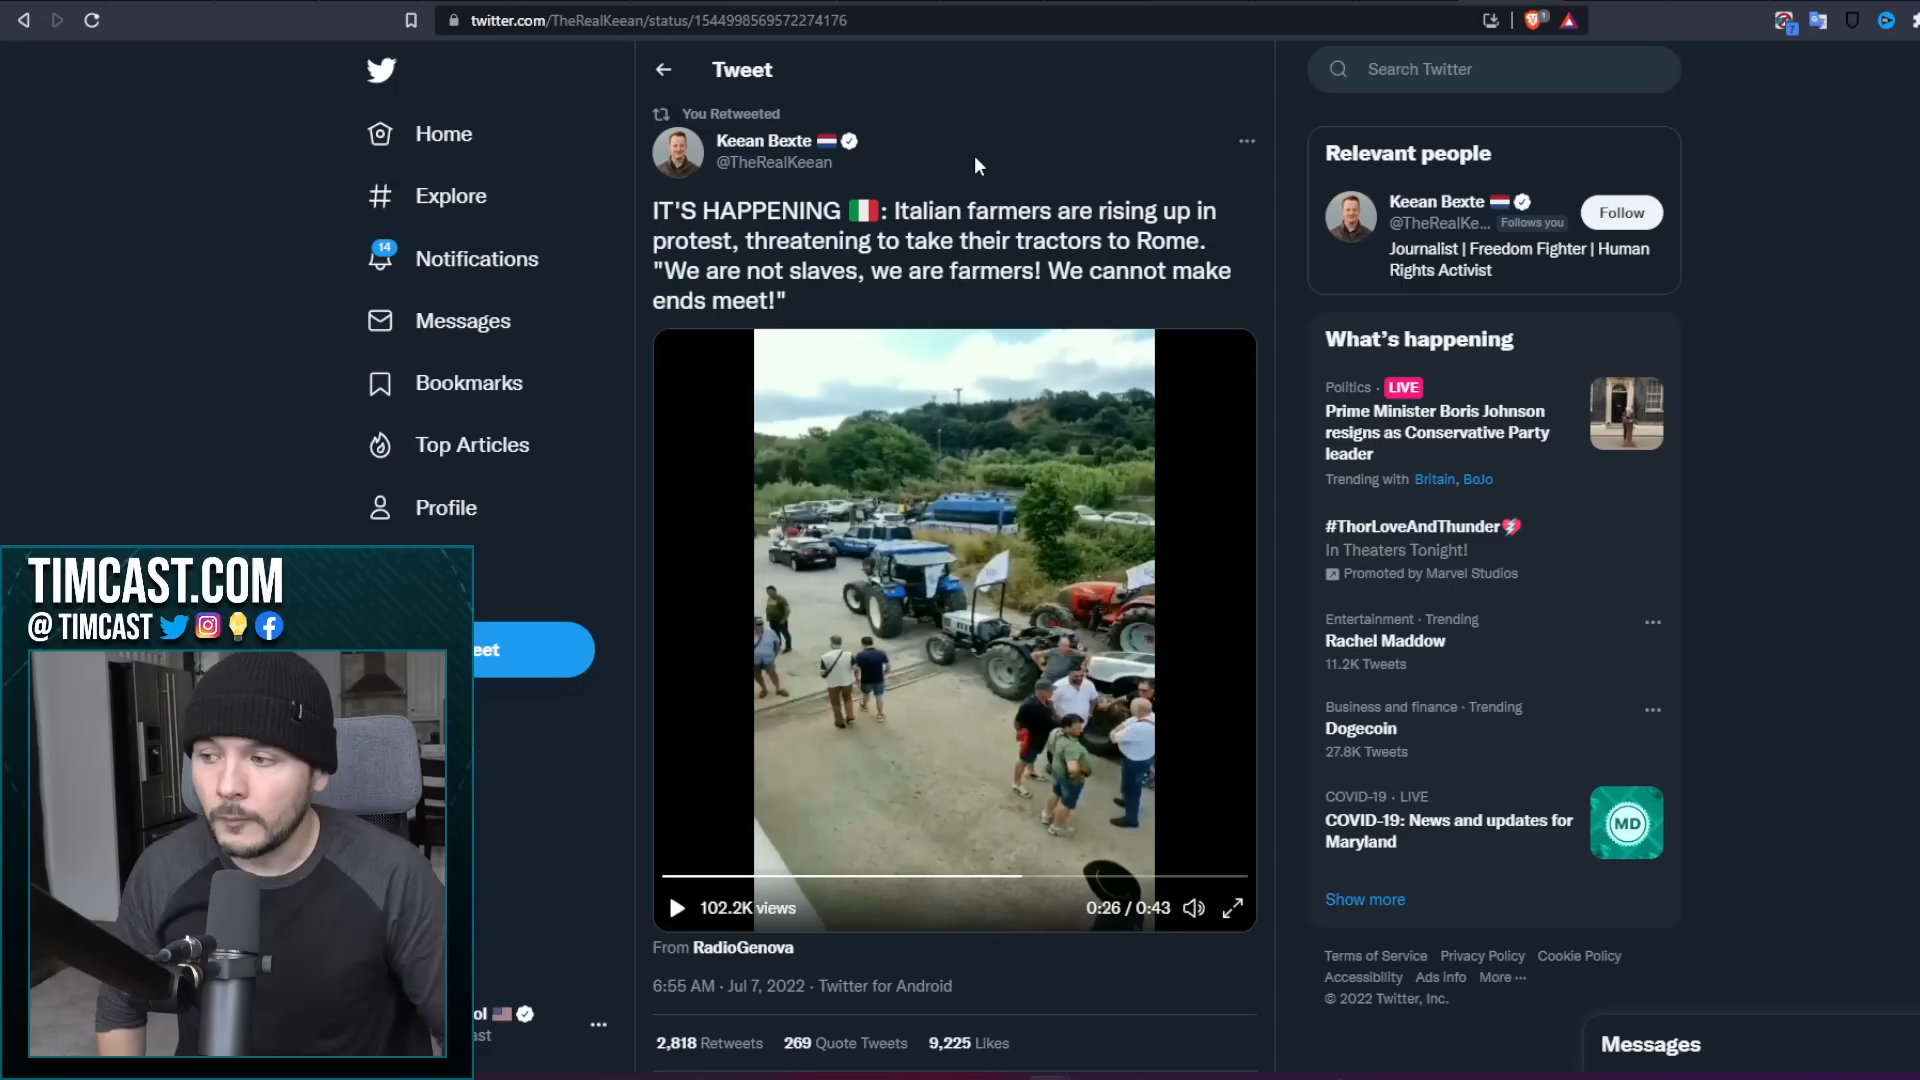 twitter.com/TheRealKeean/status/1544998569572274176
1
7
Tweet
Search Twitter
You Retweeted
Keean Bexte
@TheRealKeean
IT'S HAPPENING 🇮🇹: Italian farmers are rising up in
protest, threatening to take their tractors to Rome.
"We are not slaves, we are farmers! We cannot make
ends meet!"
102.2K views
0:26 / 0:43
From RadioGenova
6:55 AM · Jul 7, 2022 · Twitter for Android
2,818 Retweets 269 Quote Tweets 9,225 Likes
Home
Explore
14
Notifications
Messages
Bookmarks
Top Articles
Profile
eet
TIMCAST.COM
@ TIMCAST
ol
ast
Relevant people
Keean Bexte
@TheRealKe... Follows you
Follow
Journalist | Freedom Fighter | Human
Rights Activist
What's happening
Politics · LIVE
Prime Minister Boris Johnson
resigns as Conservative Party
leader
Trending with Britain, BoJo
#ThorLoveAndThunder
In Theaters Tonight!
Promoted by Marvel Studios
Entertainment · Trending
Rachel Maddow
11.2K Tweets
Business and finance · Trending
Dogecoin
27.8K Tweets
COVID-19 · LIVE
COVID-19: News and updates for
Maryland
MD
Show more
Terms of Service Privacy Policy Cookie Policy
Accessibility Ads info More ···
© 2022 Twitter, Inc.
Messages